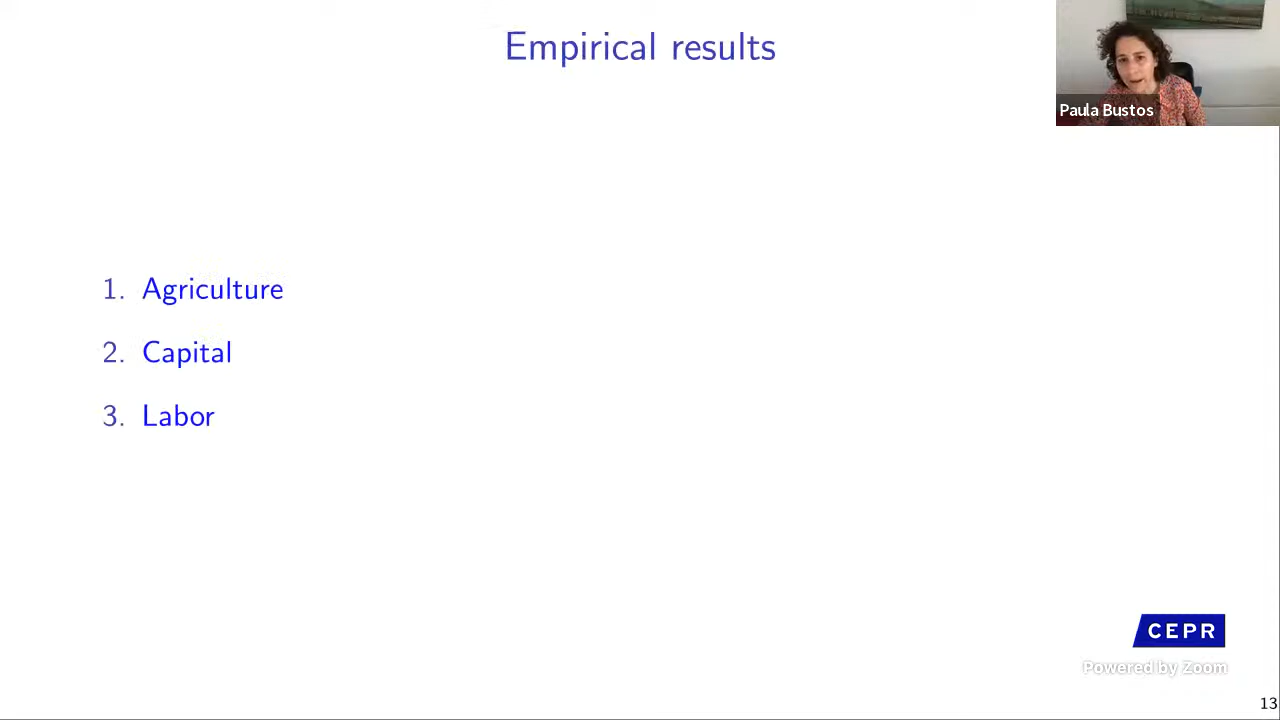 Empirical results
Paula Bustos
1. Agriculture
2. Capital
3. Labor
CEPR
Powered by Zoom
13